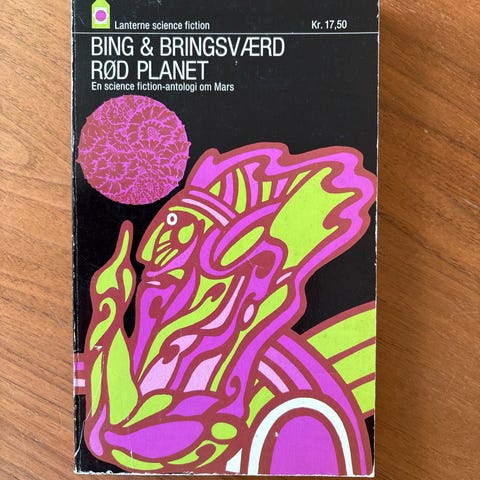 Lanterne science fiction
Kr. 17,50
BING & BRINGSVÆRD
RØD PLANET
En science fiction-antologi om Mars